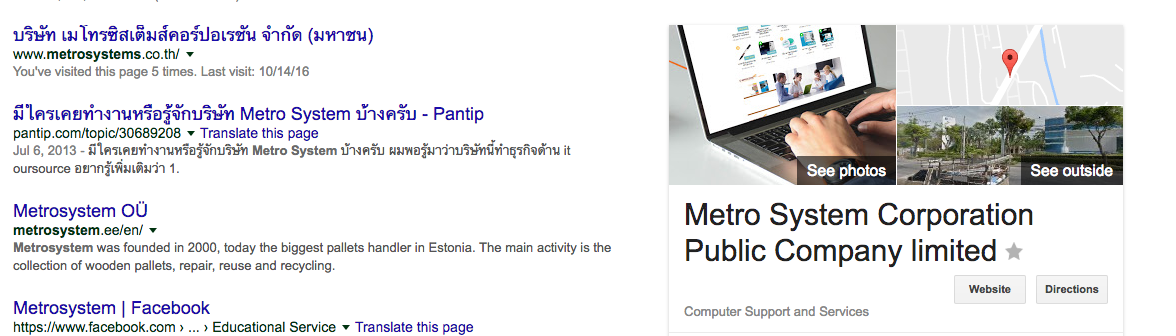 บริษัท เมโทรซิสเต็มส์คอร์ปอเรชัน จำกัด (มหาชน)
www.metrosystems.co.th/
You've visited this page 5 times. Last visit: 10/14/16
มีใครเคยทำงานหรือรู้จักบริษัท Metro System บ้างครับ - Pantip
pantip.com/topic/30689208 Translate this page
Jul 6, 2013 - มีใครเคยทำงานหรือรู้จักบริษัท Metro System บ้างครับ ผมพอรู้มาว่าบริษัทนี้ทำธุรกิจด้าน it
oursource อยากรู้เพิ่มเติมว่า 1.
Metrosystem OÜ
metrosystem.ee/en/
Metrosystem was founded in 2000, today the biggest pallets handler in Estonia. The main activity is the
collection of wooden pallets, repair, reuse and recycling.
Metrosystem | Facebook
https://www.facebook.com › ... › Educational Service Translate this page
See photos
See outside
Metro System Corporation
Public Company limited
Website
Directions
Computer Support and Services